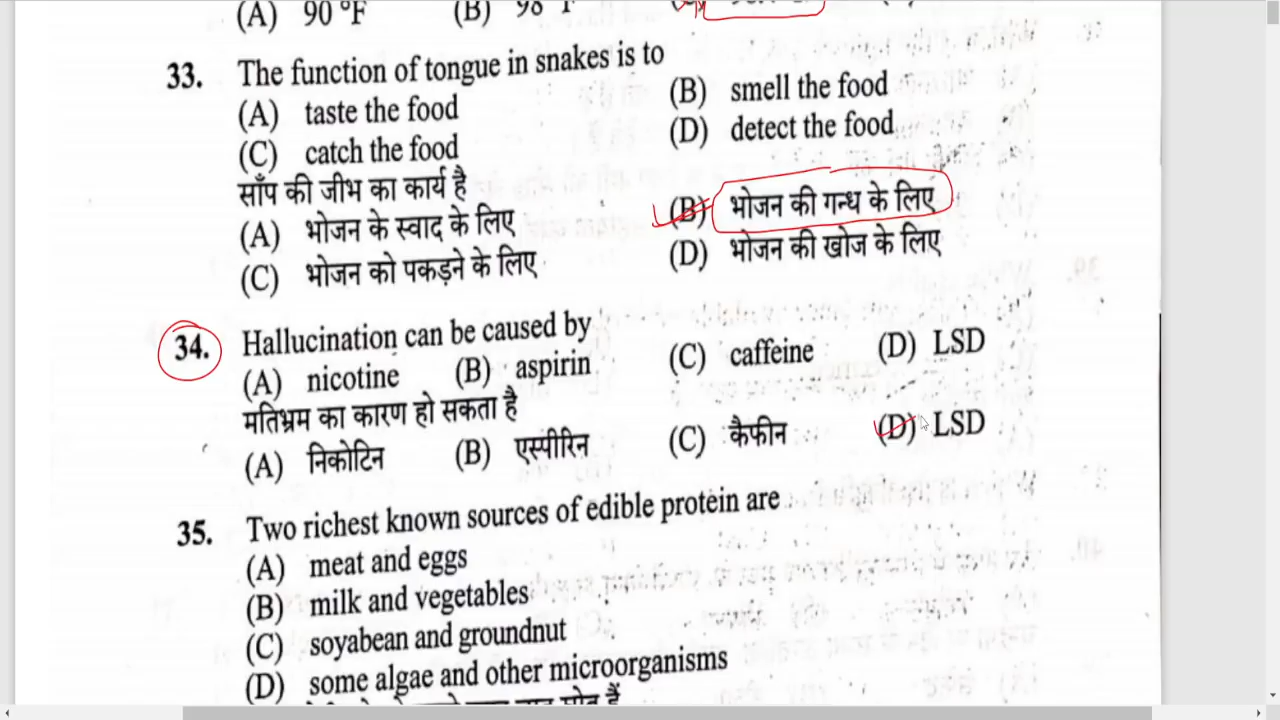 (A) 90 °F (B) 98 °F
33. The function of tongue in snakes is to
(A) taste the food (B) smell the food
(C) catch the food (D) detect the food
साँप की जीभ का कार्य है
(A) भोजन के स्वाद के लिए (B) भोजन की गन्ध के लिए
(C) भोजन को पकड़ने के लिए (D) भोजन की खोज के लिए
34. Hallucination can be caused by
(A) nicotine (B) aspirin (C) caffeine (D) LSD
मतिभ्रम का कारण हो सकता है
(A) निकोटिन (B) एस्पीरिन (C) कैफीन (D) LSD
35. Two richest known sources of edible protein are
(A) meat and eggs
(B) milk and vegetables
(C) soyabean and groundnut
(D) some algae and other microorganisms